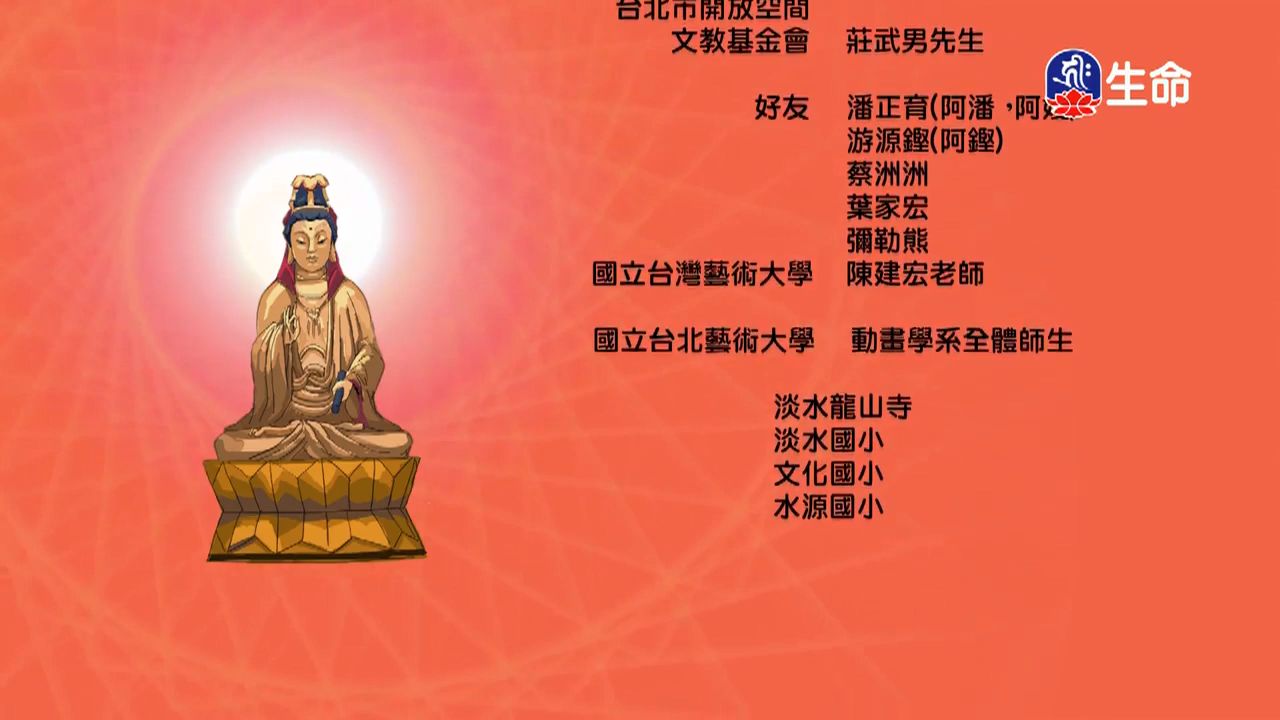 台北市開放空間
文教基金會 莊武男先生
生命
好友 潘正育(阿潘，阿
游源鏗(阿鏗)
蔡洲洲
葉家宏
彌勒熊
國立台灣藝術大學 陳建宏老師
國立台北藝術大學 動畫學系全體師生
淡水龍山寺
淡水國小
文化國小
水源國小